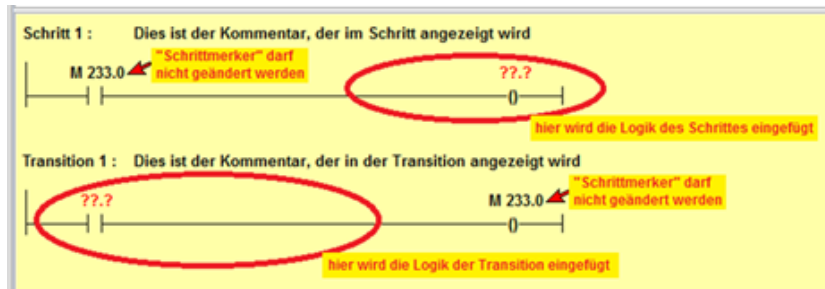 Schritt 1 : Dies ist der Kommentar, der im Schritt angezeigt wird
M 233.0 "Schrittmerker" darf
nicht geändert werden
??.?
()
hier wird die Logik des Schrittes eingefügt
Transition 1 : Dies ist der Kommentar, der in der Transition angezeigt wird
??.?
M 233.0 "Schrittmerker" darf
nicht geändert werden
()
hier wird die Logik der Transition eingefügt